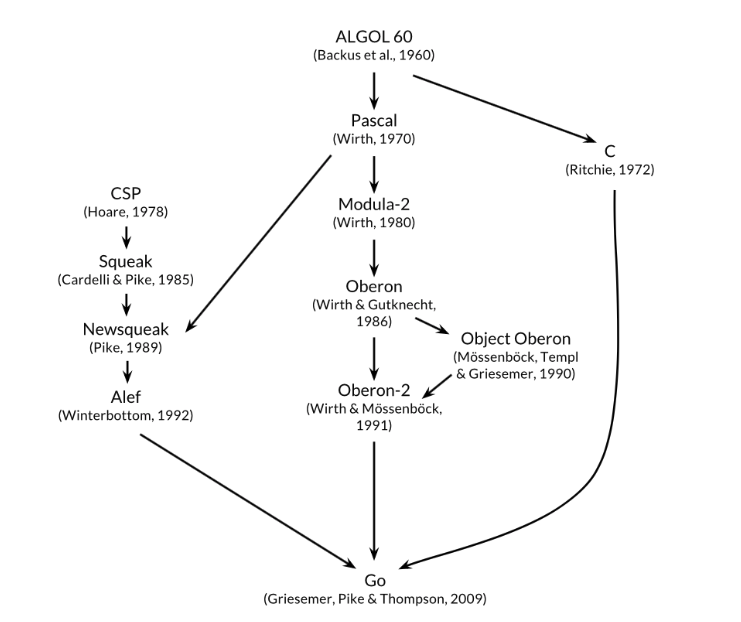 ALGOL 60
(Backus et al., 1960)
Pascal
(Wirth, 1970)
C
(Ritchie, 1972)
CSP
(Hoare, 1978)
Modula-2
(Wirth, 1980)
Squeak
(Cardelli & Pike, 1985)
Oberon
(Wirth & Gutknecht,
1986)
Newsqueak
(Pike, 1989)
Object Oberon
(Mössenböck, Templ
& Griesemer, 1990)
Alef
(Winterbottom, 1992)
Oberon-2
(Wirth & Mössenböck,
1991)
Go
(Griesemer, Pike & Thompson, 2009)